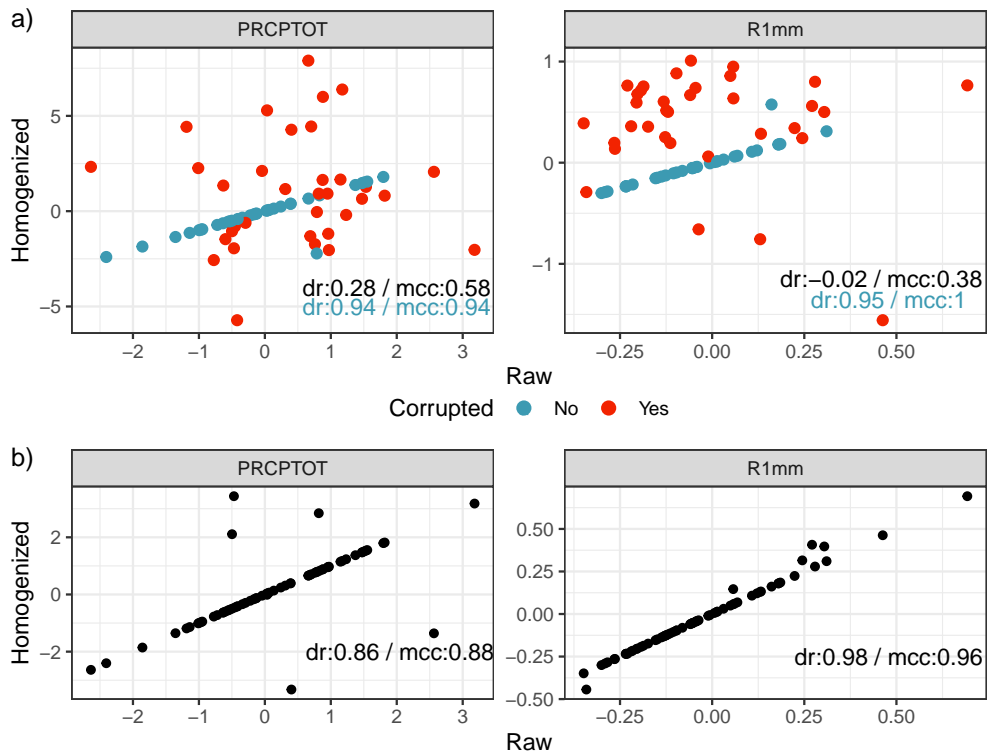 a)
PRCPTOT
R1mm
Homogenized
5
0
−5
−2
−1
0
1
2
3
dr:0.28 / mcc:0.58
dr:0.94 / mcc:0.94
1
0
−1
−0.25
0.00
0.25
0.50
dr:−0.02 / mcc:0.38
dr:0.95 / mcc:1
Raw
Corrupted No Yes
b)
PRCPTOT
R1mm
Homogenized
2
0
−2
−2
−1
0
1
2
3
dr:0.86 / mcc:0.88
0.50
0.25
0.00
−0.25
−0.50
−0.25
0.00
0.25
0.50
dr:0.98 / mcc:0.96
Raw